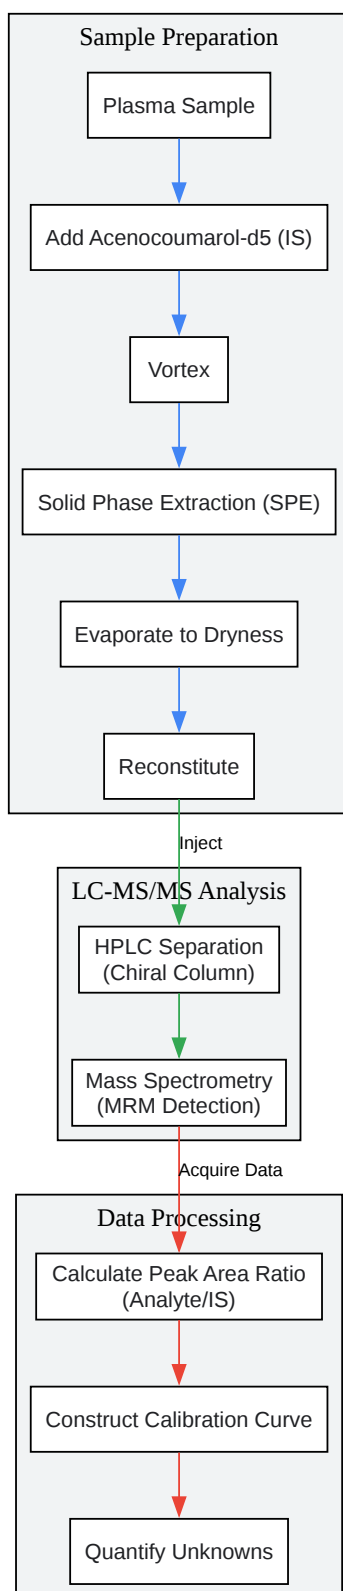 Sample Preparation
Plasma Sample
Add Acenocoumarol-d5 (IS)
Vortex
Solid Phase Extraction (SPE)
Evaporate to Dryness
Reconstitute
Inject
LC-MS/MS Analysis
HPLC Separation
(Chiral Column)
Mass Spectrometry
(MRM Detection)
Acquire Data
Data Processing
Calculate Peak Area Ratio
(Analyte/IS)
Construct Calibration Curve
Quantify Unknowns